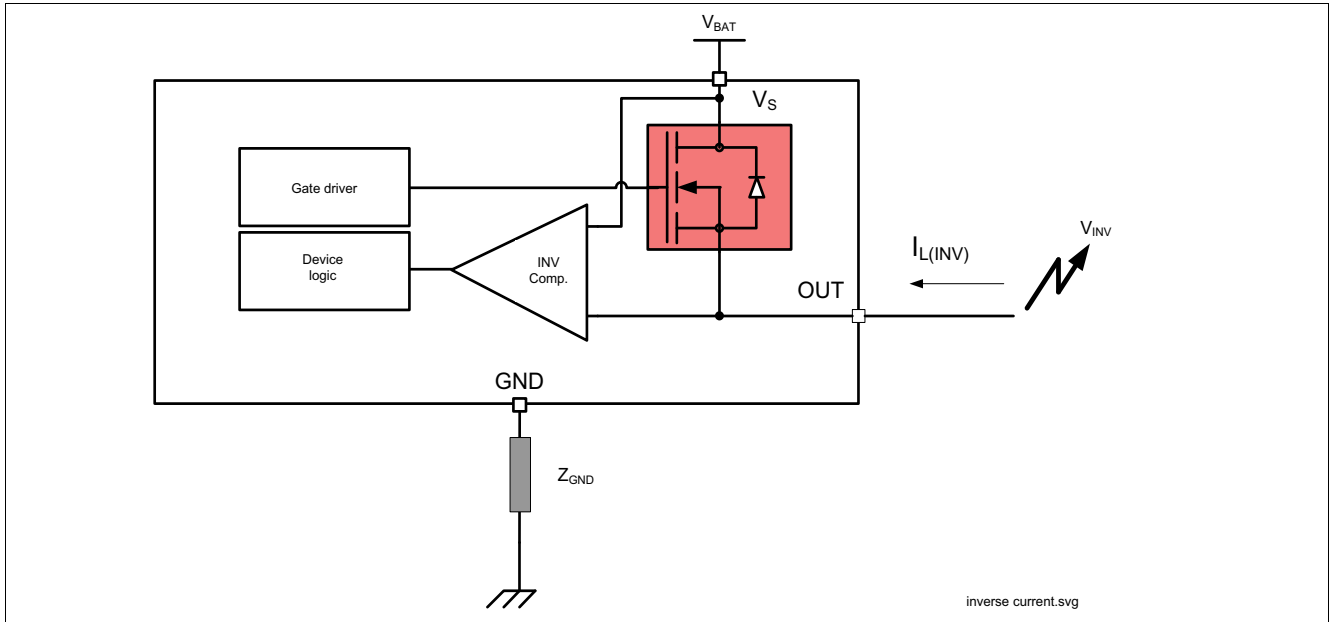 VBAT
VS
Gate driver
Device
logic
INV
Comp.
IL(INV)
VINV
OUT
GND
ZGND
inverse current.svg